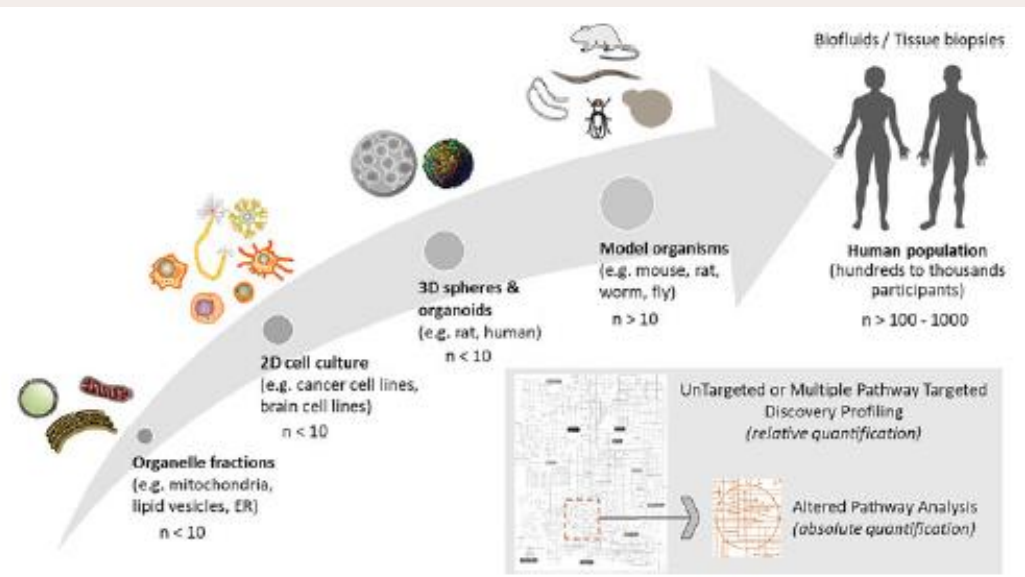 Biofluids / Tissue biopsies
Human population
(hundreds to thousands
participants)
n > 100 - 1000
Model organisms
(e.g. mouse, rat,
worm, fly)
n > 10
3D spheres &
organoids
(e.g. rat, human)
n < 10
2D cell culture
(e.g. cancer cell lines,
brain cell lines)
n < 10
Organelle fractions
(e.g. mitochondria,
lipid vesicles, ER)
n < 10
UnTargeted or Multiple Pathway Targeted
Discovery Profiling
(relative quantification)
Altered Pathway Analysis
(absolute quantification)